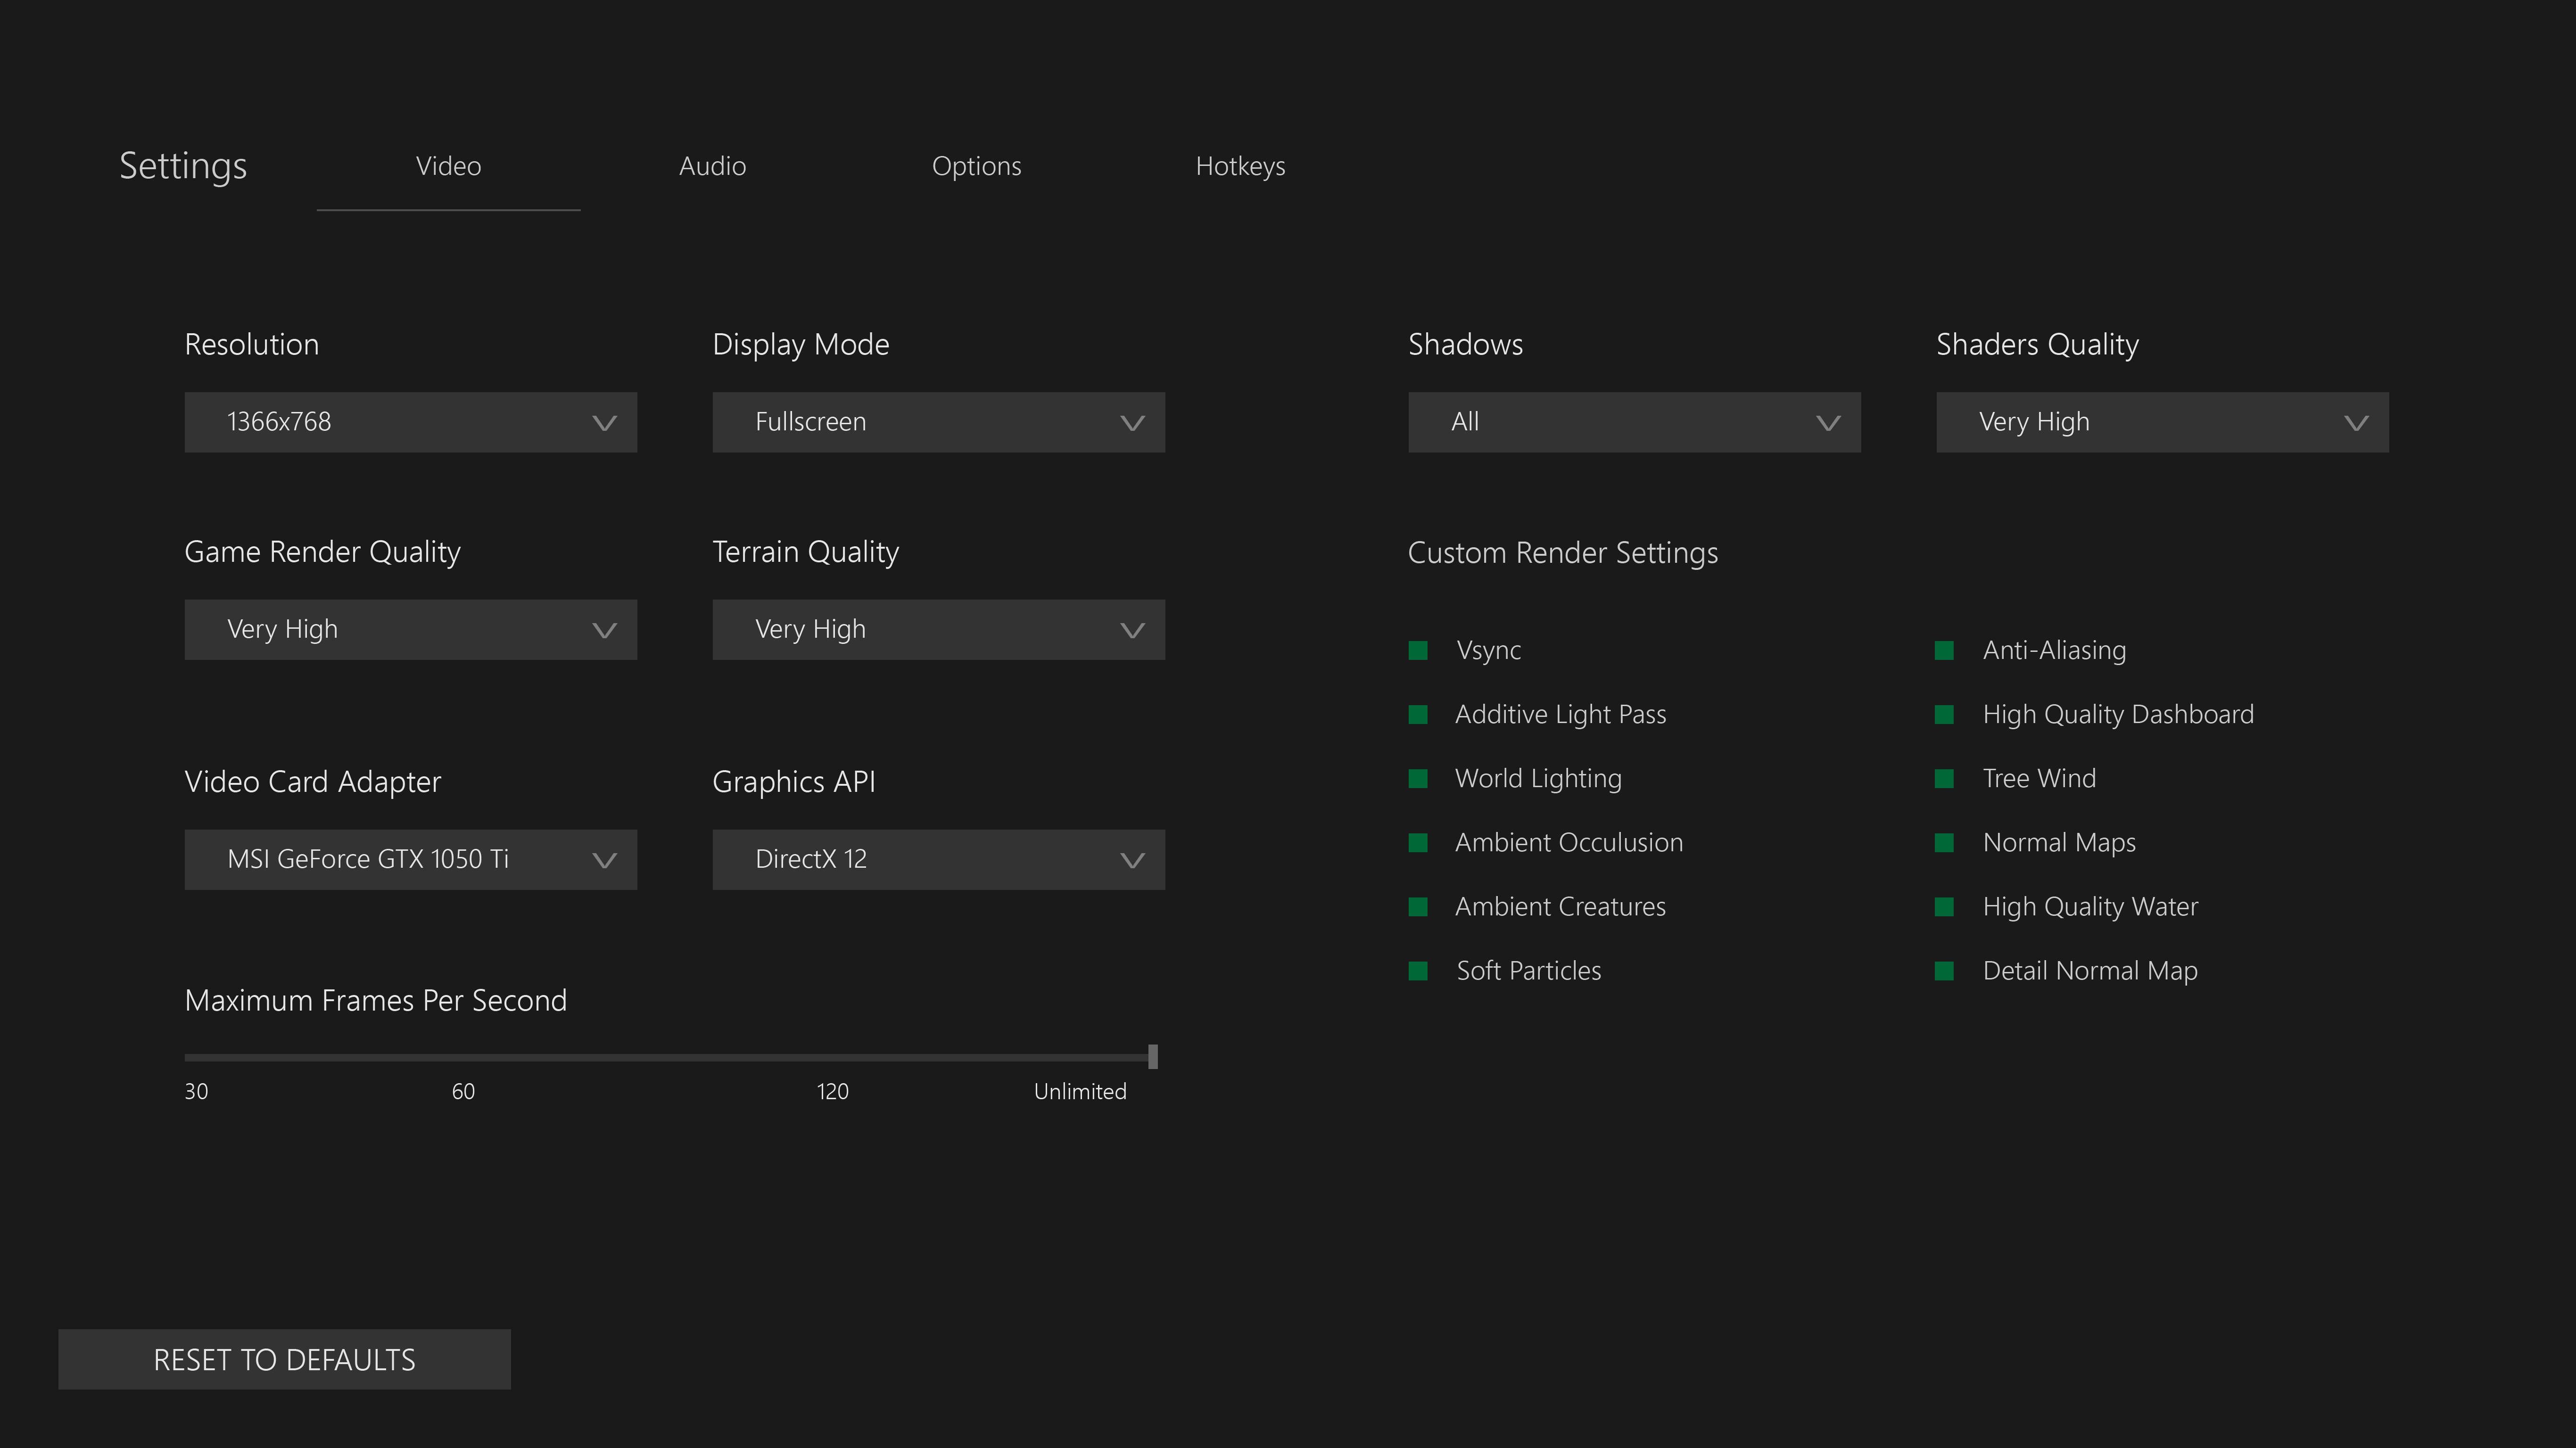 Settings
Video
Audio
Options
Hotkeys
Resolution
1366x768
Display Mode
Fullscreen
Game Render Quality
Very High
Terrain Quality
Very High
Video Card Adapter
MSI GeForce GTX 1050 Ti
Graphics API
DirectX 12
Maximum Frames Per Second
30 60 120 Unlimited
Shadows
All
Shaders Quality
Very High
Custom Render Settings
Vsync
Additive Light Pass
World Lighting
Ambient Occulusion
Ambient Creatures
Soft Particles
Anti-Aliasing
High Quality Dashboard
Tree Wind
Normal Maps
High Quality Water
Detail Normal Map
RESET TO DEFAULTS